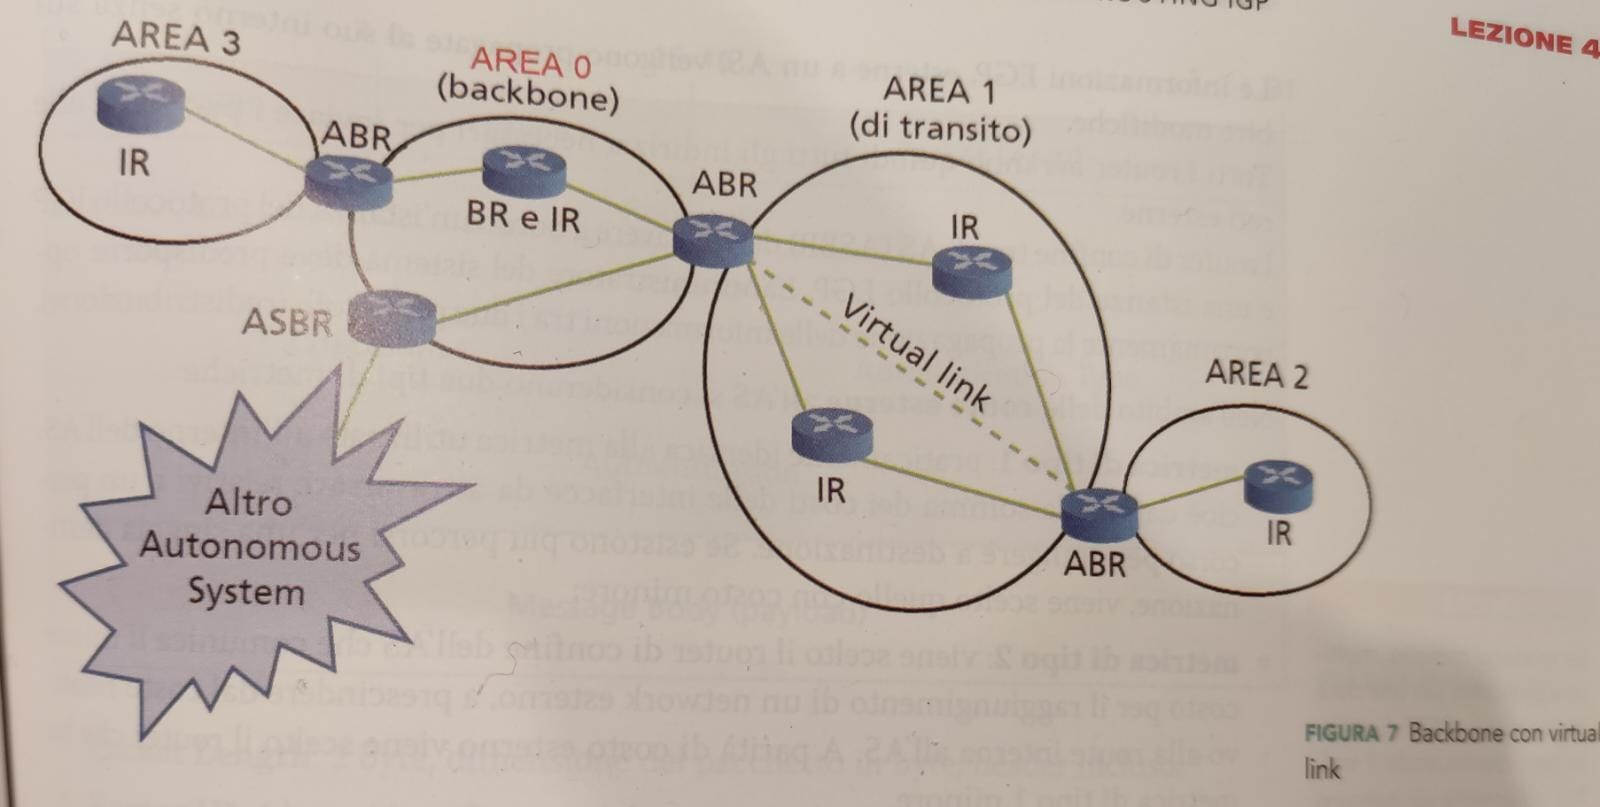 LEZIONE 4
AREA 3
IR
ABR
AREA 0
(backbone)
BR e IR
ABR
ASBR
Altro
Autonomous
System
AREA 1
(di transito)
IR
Virtual link
IR
ABR
AREA 2
IR
FIGURA 7 Backbone con virtual
link